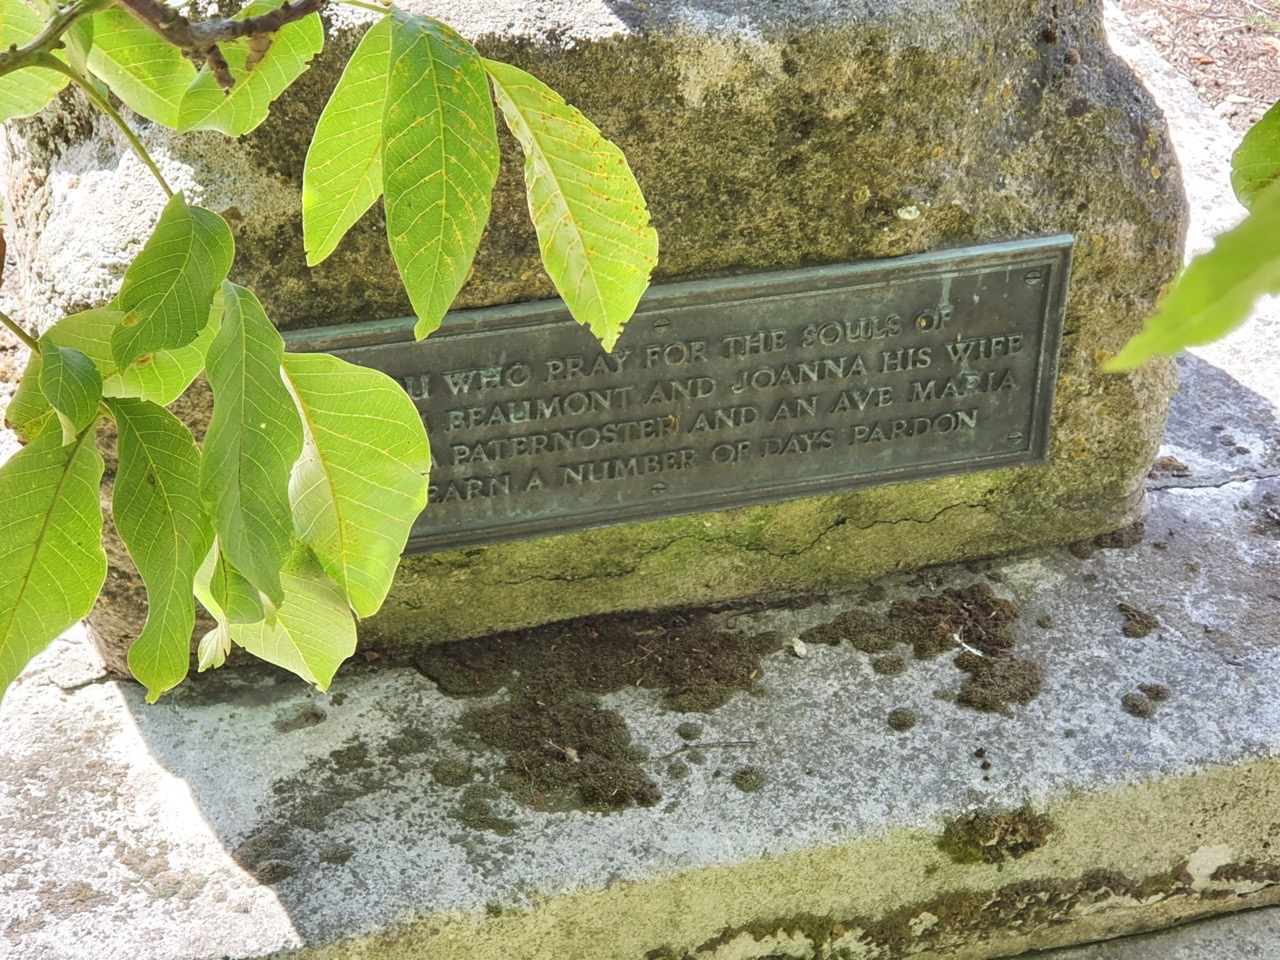 WHO PRAY FOR THE SOULS OF
BEAUMONT AND JOANNA HIS WIFE
PATERNOSTER AND AN AVE MARIA
EARN A NUMBER OF DAYS PARDON